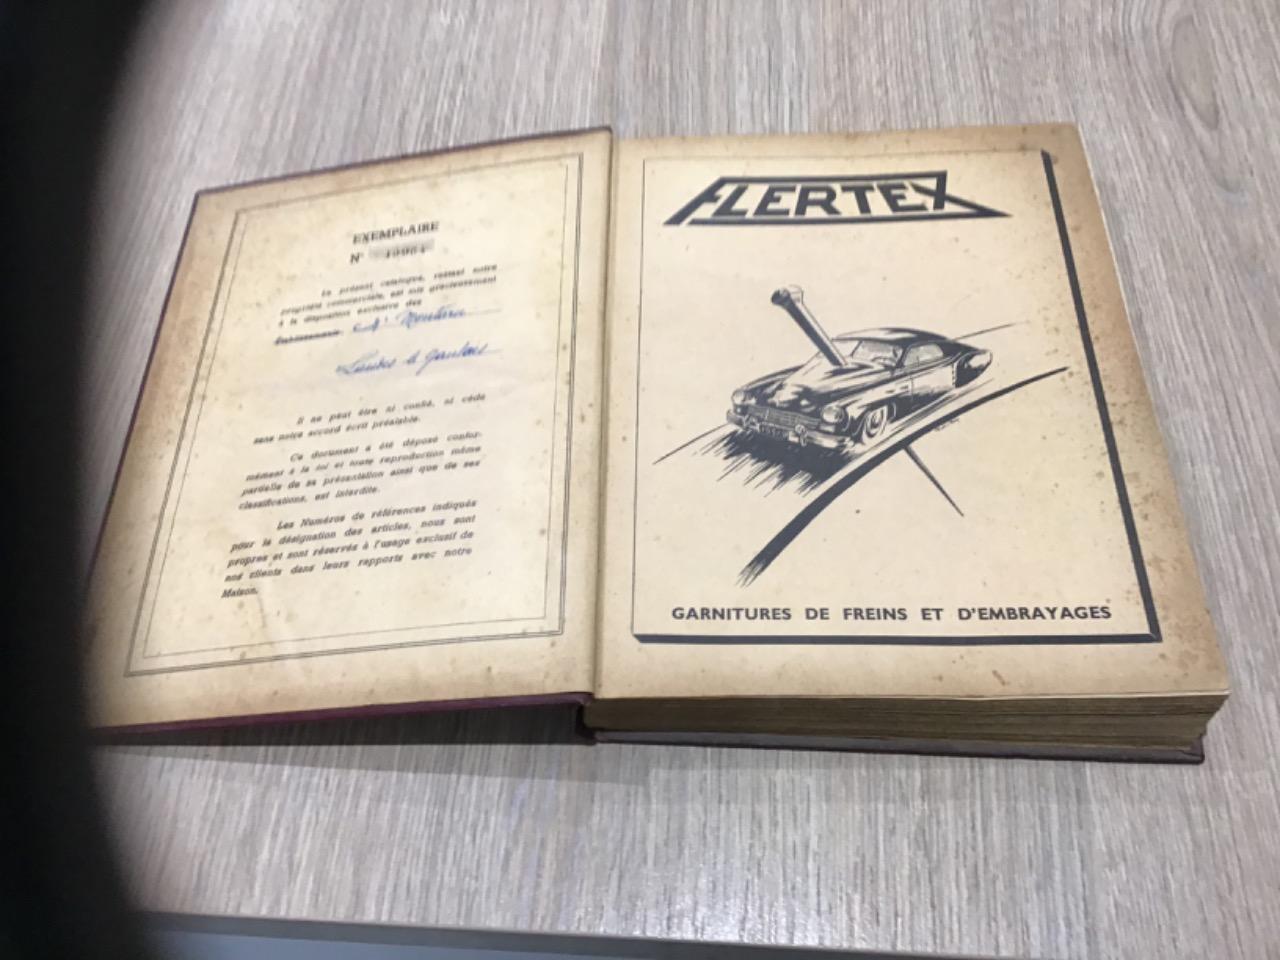 EXEMPLAIRE
N°
Le présent catalogue, restant notre
propriété commerciale, est mis gracieusement
à la disposition exclusive des
Il ne peut être ni confié, ni cédé
sans notre accord écrit préalable.
Ce document a été déposé confor-
mément à la loi et toute reproduction même
partielle de sa présentation ainsi que de ses
classifications, est interdite.
Les Numéros de références indiqués
pour la désignation des articles, nous sont
propres et sont réservés à l'usage exclusif de
nos clients dans leurs rapports avec notre
Maison.
FLERTEX
GARNITURES DE FREINS ET D'EMBRAYAGES